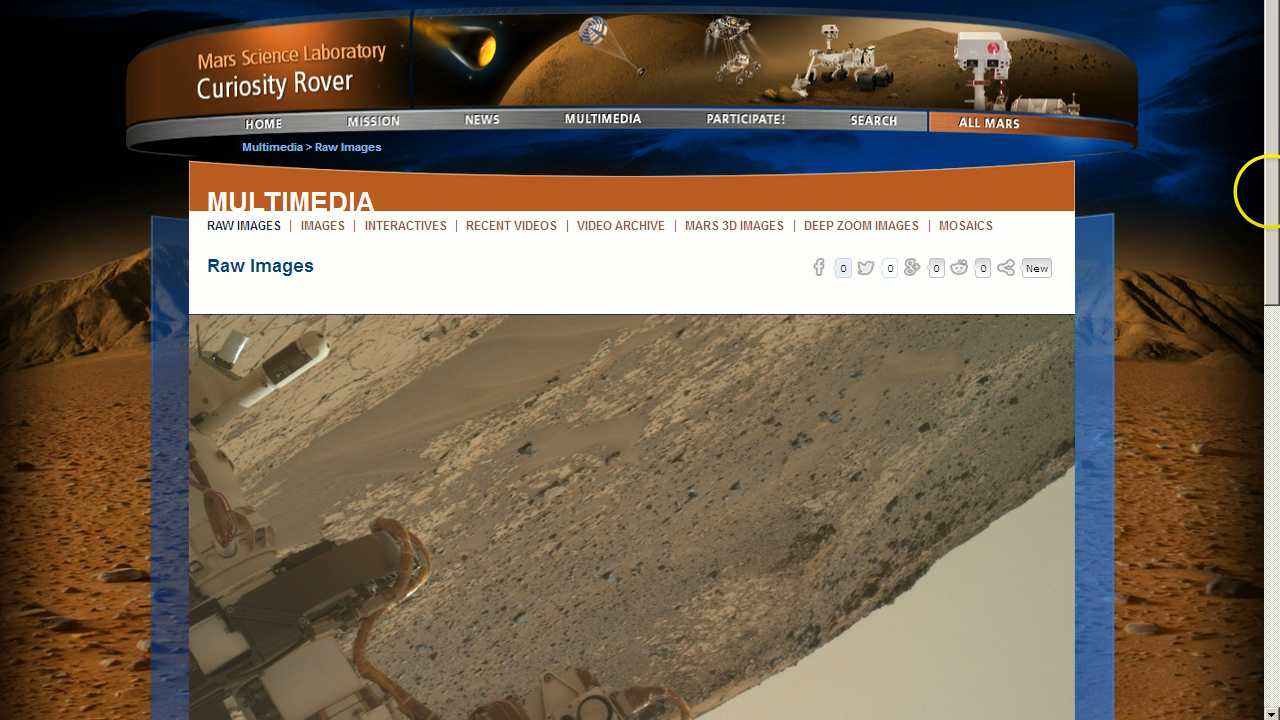 Mars Science Laboratory
Curiosity Rover
HOME MISSION NEWS MULTIMEDIA PARTICIPATE! SEARCH ALL MARS
Multimedia > Raw Images
MULTIMEDIA
RAW IMAGES | IMAGES | INTERACTIVES | RECENT VIDEOS | VIDEO ARCHIVE | MARS 3D IMAGES | DEEP ZOOM IMAGES | MOSAICS
Raw Images 0 0 0 0 New